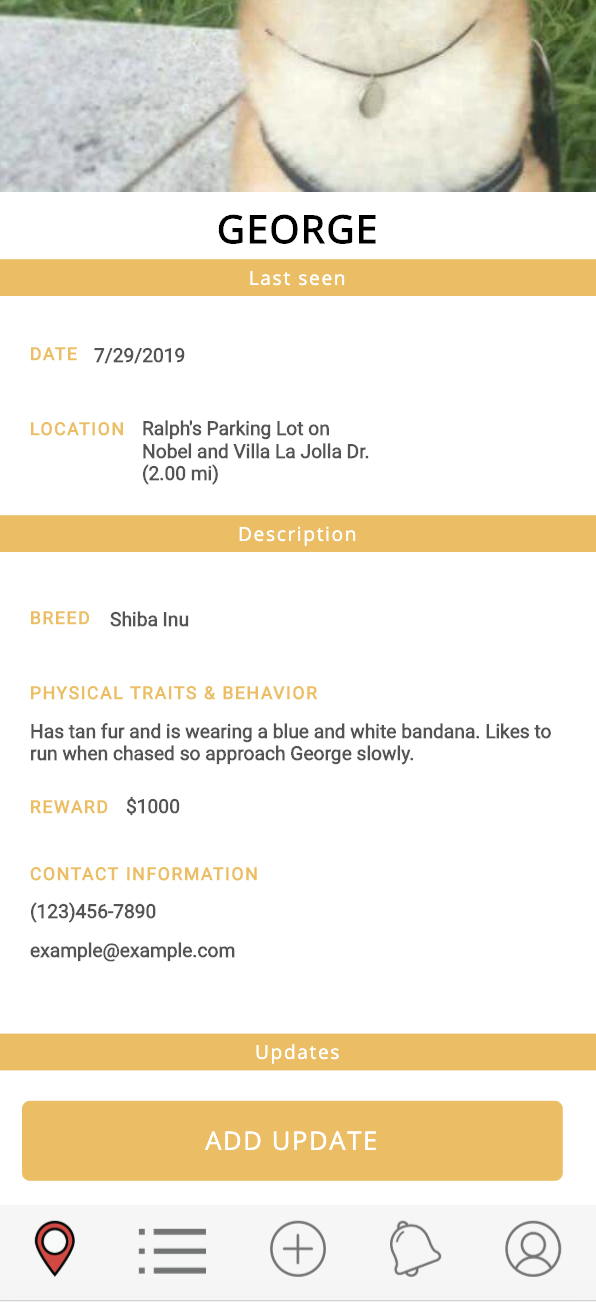 GEORGE
Last seen
DATE 7/29/2019
LOCATION Ralph's Parking Lot on
Nobel and Villa La Jolla Dr.
(2.00 mi)
Description
BREED Shiba Inu
PHYSICAL TRAITS & BEHAVIOR
Has tan fur and is wearing a blue and white bandana. Likes to
run when chased so approach George slowly.
REWARD $1000
CONTACT INFORMATION
(123)456-7890
example@example.com
Updates
ADD UPDATE